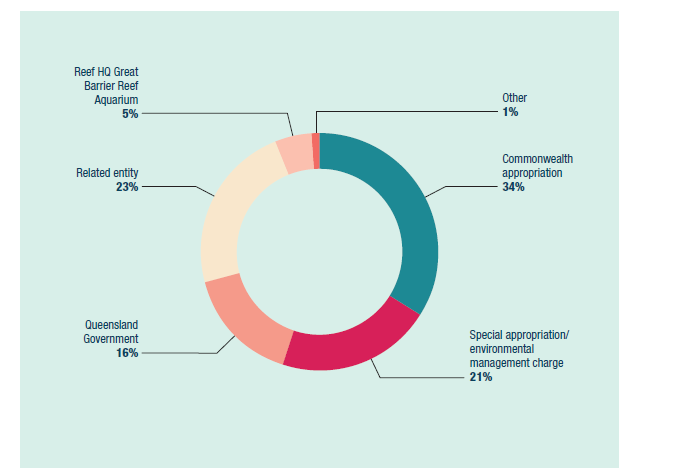 Reef HQ Great
Barrier Reef
Aquarium
5%
Other
1%
Commonwealth
appropriation
34%
Related entity
23%
Queensland
Government
16%
Special appropriation/
environmental
management charge
21%